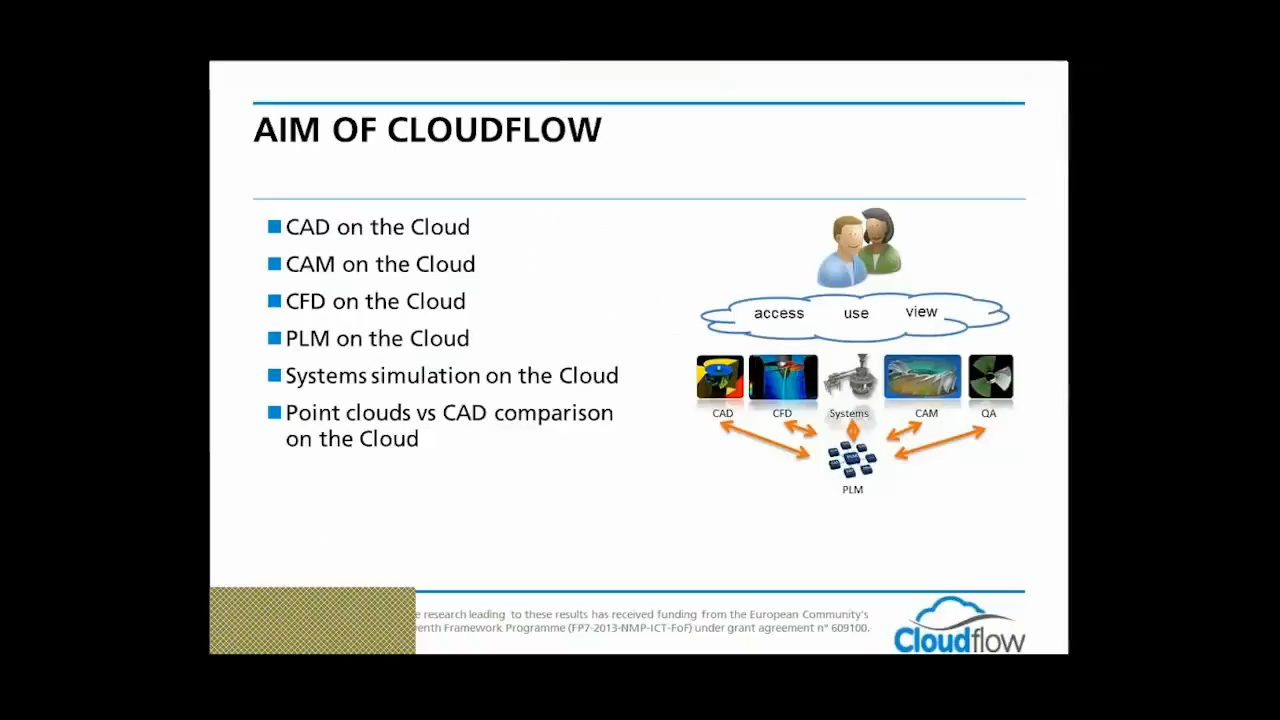 AIM OF CLOUDFLOW
CAD on the Cloud
CAM on the Cloud
CFD on the Cloud
PLM on the Cloud
Systems simulation on the Cloud
Point clouds vs CAD comparison
on the Cloud
access use view
CAD CFD Systems CAM QA
PLM
e research leading to these results has received funding from the European Community's
enth Framework Programme (FP7-2013-NMP-ICT-FoF) under grant agreement n° 609100.
Cloudflow